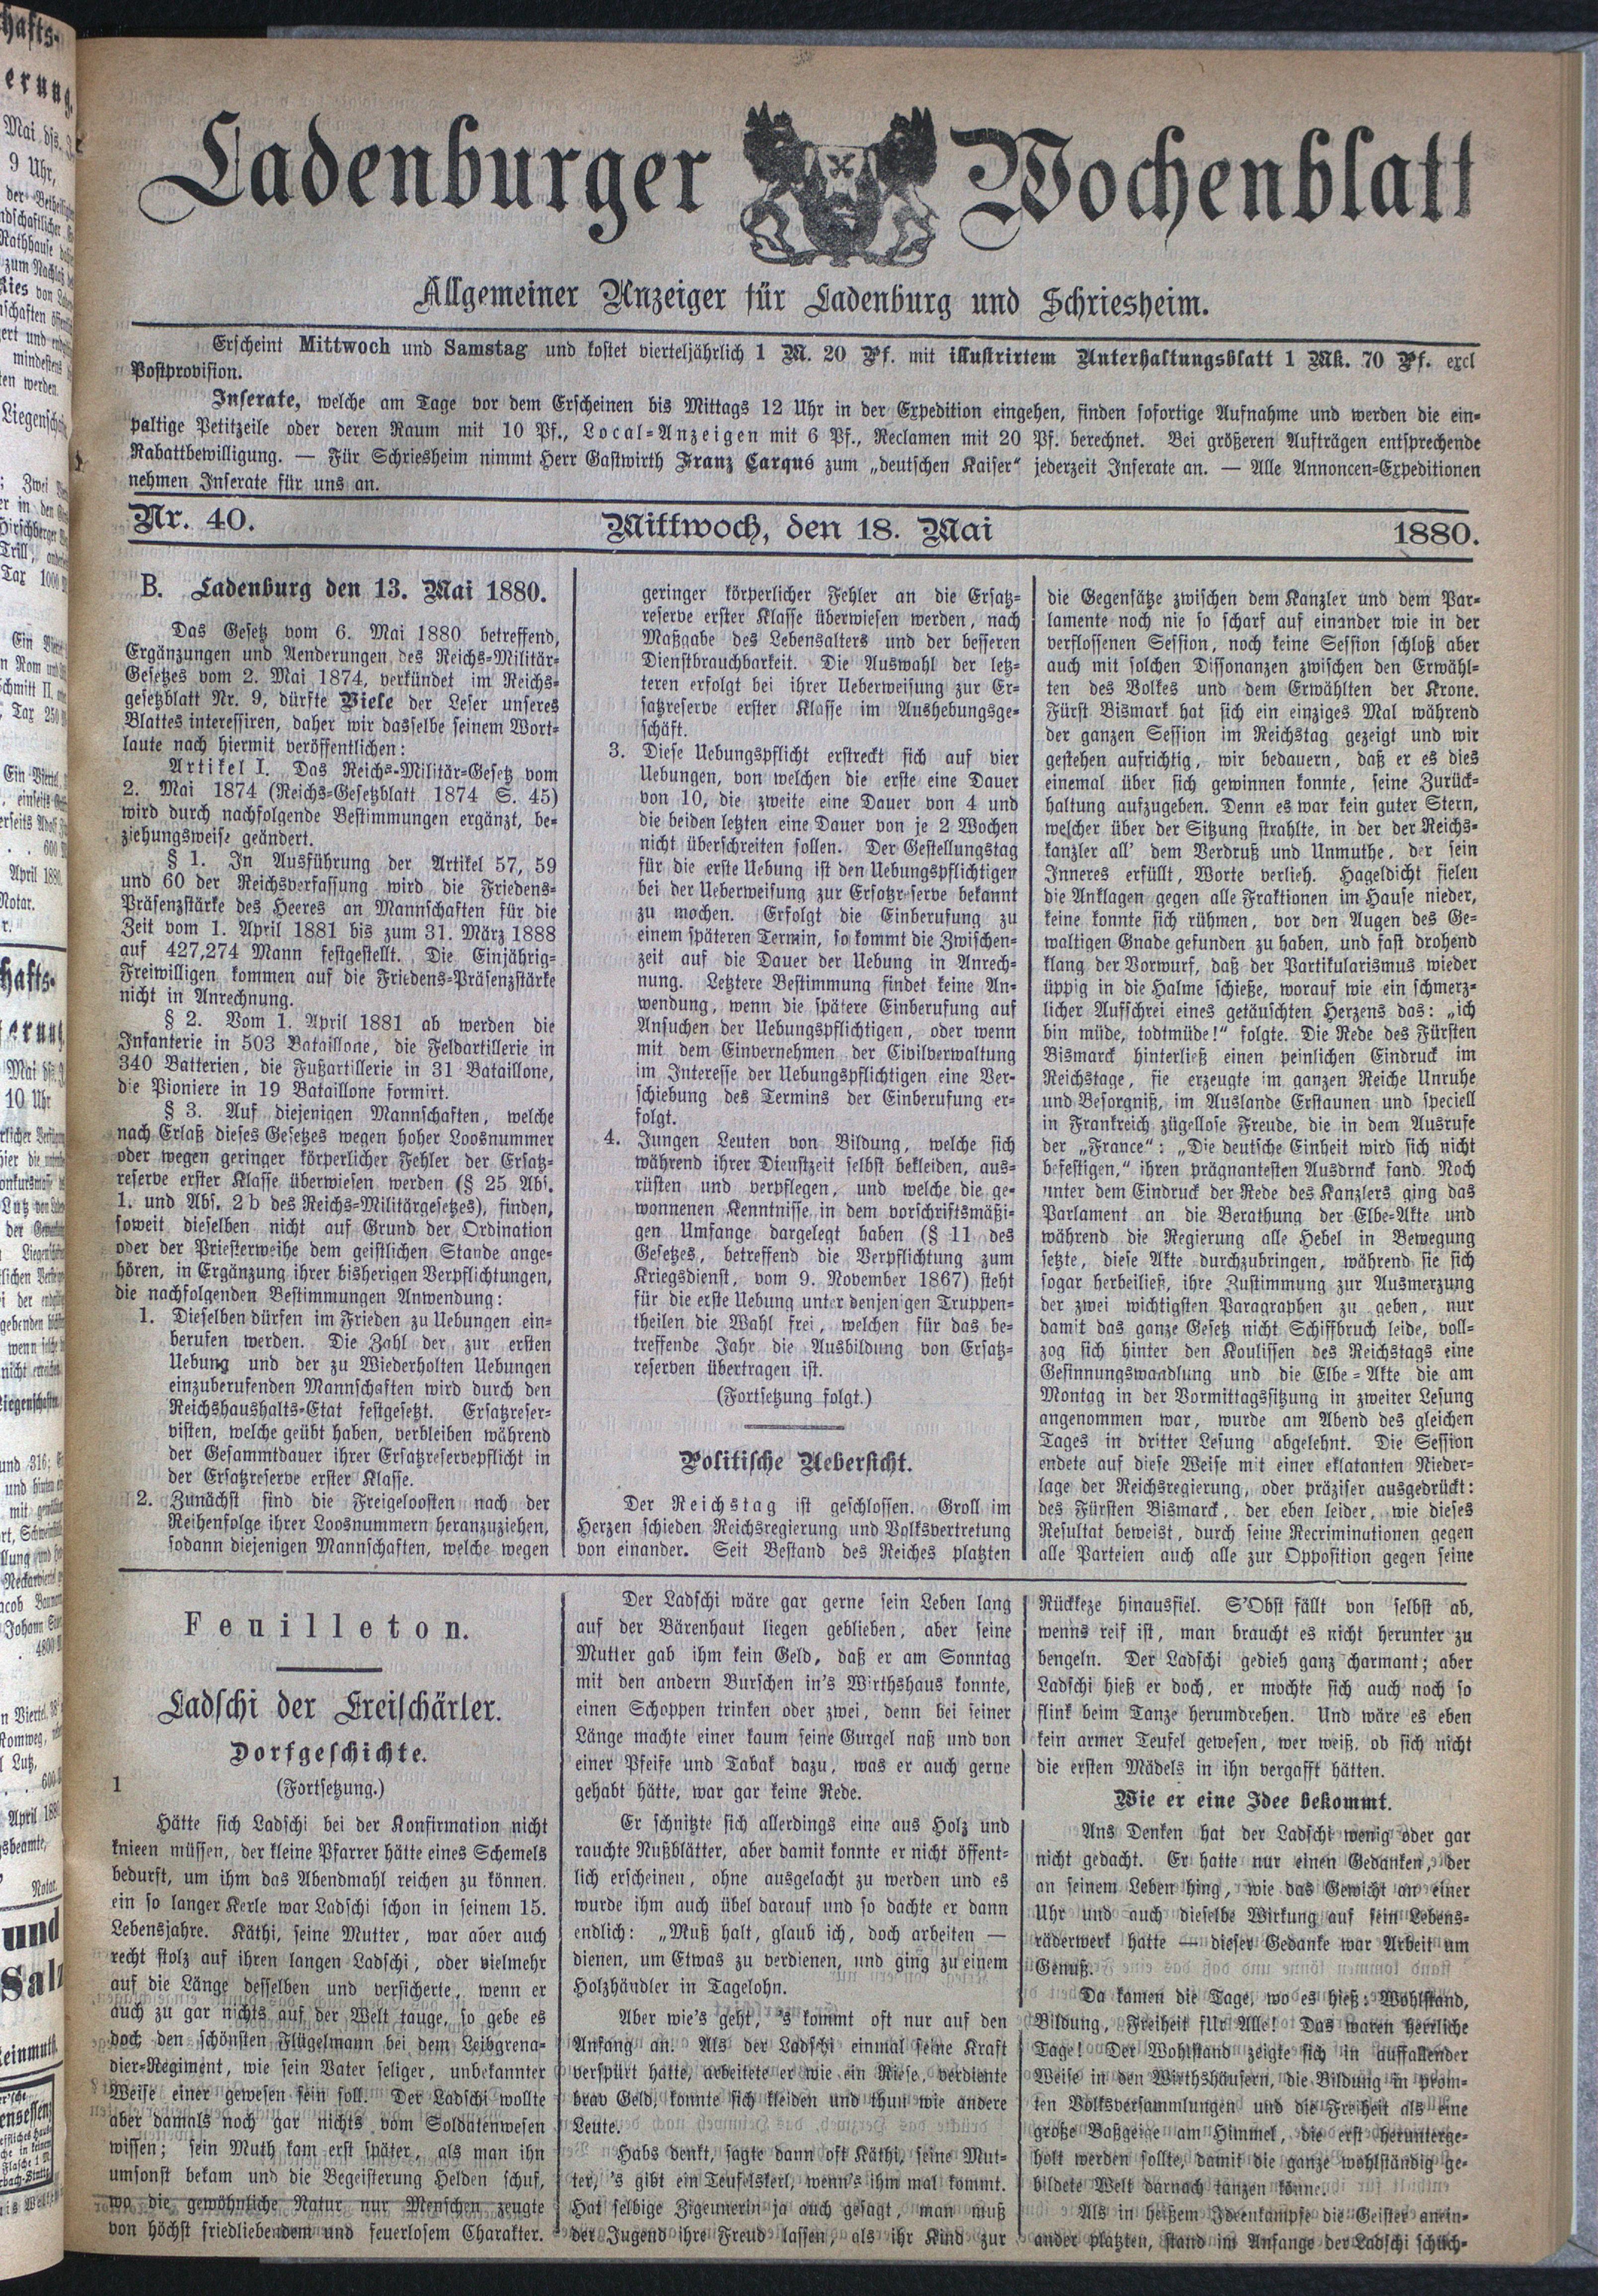 Ladenburger Wochenblatt
Allgemeiner Anzeiger für Ladenburg und Schriesheim.
Erscheint Mittwoch und Samstag und kostet vierteljährlich 1 M. 20 Pf. mit illustrirtem Unterhaltungsblatt 1 Mk. 70 Pf. excl
Postprovision.
Inserate, welche am Tage vor dem Erscheinen bis Mittags 12 Uhr in der Expedition eingehen, finden sofortige Aufnahme und werden die ein-
paltige Petitzeile oder deren Raum mit 10 Pf., Local-Anzeigen mit 6 Pf., Reclamen mit 20 Pf. berechnet. Bei größeren Aufträgen entsprechende
Rabattbewilligung. — Für Schriesheim nimmt Herr Gastwirth Franz Carqué zum „deutschen Kaiser“ jederzeit Inserate an. — Alle Annoncen-Expeditionen
nehmen Inserate für uns an.
Nr. 40. Mittwoch, den 18. Mai 1880.
B. Ladenburg den 13. Mai 1880.
Das Gesetz vom 6. Mai 1880 betreffend,
Ergänzungen und Aenderungen des Reichs-Militär-
Gesetzes vom 2. Mai 1874, verkündet im Reichs-
gesetzblatt Nr. 9, dürfte Viele der Leser unseres
Blattes interessiren, daher wir dasselbe seinem Wort-
laute nach hiermit veröffentlichen:
Artikel I. Das Reichs-Militär-Gesetz vom
2. Mai 1874 (Reichs-Gesetzblatt 1874 S. 45)
wird durch nachfolgende Bestimmungen ergänzt, be-
ziehungsweise geändert.
§ 1. In Ausführung der Artikel 57, 59
und 60 der Reichsverfassung wird die Friedens-
Präsenzstärke des Heeres an Mannschaften für die
Zeit vom 1. April 1881 bis zum 31. März 1888
auf 427,274 Mann festgestellt. Die Einjährig-
Freiwilligen kommen auf die Friedens-Präsenzstärke
nicht in Anrechnung.
§ 2. Vom 1. April 1881 ab werden die
Infanterie in 503 Bataillone, die Feldartillerie in
340 Batterien, die Fußartillerie in 31 Bataillone,
die Pioniere in 19 Bataillone formirt.
§ 3. Auf diejenigen Mannschaften, welche
nach Erlaß dieses Gesetzes wegen hoher Loosnummer
oder wegen geringer körperlicher Fehler der Ersatz-
reserve erster Klasse überwiesen werden (§ 25 Abs.
1. und Abs. 2 b des Reichs-Militärgesetzes), finden,
soweit dieselben nicht auf Grund der Ordination
oder der Priesterweihe dem geistlichen Stande ange-
hören, in Ergänzung ihrer bisherigen Verpflichtungen,
die nachfolgenden Bestimmungen Anwendung:
1. Dieselben dürfen im Frieden zu Uebungen ein-
berufen werden. Die Zahl der zur ersten
Uebung und der zu Wiederholten Uebungen
einzuberufenden Mannschaften wird durch den
Reichshaushalts-Etat festgesetzt. Ersatzreser-
visten, welche geübt haben, verbleiben während
der Gesammtdauer ihrer Ersatzreservepflicht in
der Ersatzreserve erster Klasse.
2. Zunächst sind die Freigeloosten nach der
Reihenfolge ihrer Loosnummern heranzuziehen,
sodann diejenigen Mannschaften, welche wegen
geringer körperlicher Fehler an die Ersatz-
reserve erster Klasse überwiesen werden, nach
Maßgabe des Lebensalters und der besseren
Dienstbrauchbarkeit. Die Auswahl der letz-
teren erfolgt bei ihrer Ueberweisung zur Er-
satzreserve erster Klasse im Aushebungsge-
schäft.
3. Diese Uebungspflicht erstreckt sich auf vier
Uebungen, von welchen die erste eine Dauer
von 10, die zweite eine Dauer von 4 und
die beiden letzten eine Dauer von je 2 Wochen
nicht überschreiten sollen. Der Gestellungstag
für die erste Uebung ist den Uebungspflichtigen
bei der Ueberweisung zur Ersatzr-serve bekannt
zu mochen. Erfolgt die Einberufung zu
einem späteren Termin, so kommt die Zwischen-
zeit auf die Dauer der Uebung in Anrech-
nung. Letztere Bestimmung findet keine An-
wendung, wenn die spätere Einberufung auf
Ansuchen der Uebungspflichtigen, oder wenn
mit dem Einvernehmen der Civilverwaltung
im Interesse der Uebungspflichtigen eine Ver-
schiebung des Termins der Einberufung er-
folgt.
4. Jungen Leuten von Bildung, welche sich
während ihrer Dienstzeit selbst bekleiden, aus-
rüsten und verpflegen, und welche die ge-
wonnenen Kenntnisse in dem vorschriftsmäßi-
gen Umfange dargelegt haben (§ 11 des
Gesetzes, betreffend die Verpflichtung zum
Kriegsdienst, vom 9. November 1867) steht
für die erste Uebung unter denjenigen Truppen-
theilen die Wahl frei, welchen für das be-
treffende Jahr die Ausbildung von Ersatz-
reserven übertragen ist.
(Fortsetzung folgt.)
Politische Uebersicht.
Der Reichstag ist geschlossen. Groll im
Herzen schieden Reichsregierung und Volksvertretung
von einander. Seit Bestand des Reiches platzten
die Gegensätze zwischen dem Kanzler und dem Par-
lamente noch nie so scharf auf einander wie in der
verflossenen Session, noch keine Session schloß aber
auch mit solchen Dissonanzen zwischen den Erwähl-
ten des Volkes und dem Erwählten der Krone.
Fürst Bismark hat sich ein einziges Mal während
der ganzen Session im Reichstag gezeigt und wir
gestehen aufrichtig, wir bedauern, daß er es dies
einemal über sich gewinnen konnte, seine Zurück-
haltung aufzugeben. Denn es war kein guter Stern,
welcher über der Sitzung strahlte, in der der Reichs-
kanzler all’ dem Verdruß und Unmuthe, der sein
Inneres erfüllt, Worte verlieh. Hageldicht fielen
die Anklagen gegen alle Fraktionen im Hause nieder,
keine konnte sich rühmen, vor den Augen des Ge-
waltigen Gnade gefunden zu haben, und fast drohend
klang der Vorwurf, daß der Partikularismus wieder
üppig in die Halme schieße, worauf wie ein schmerz-
licher Aufschrei eines getäuschten Herzens das: „ich
bin müde, todtmüde!“ folgte. Die Rede des Fürsten
Bismarck hinterließ einen peinlichen Eindruck im
Reichstage, sie erzeugte im ganzen Reiche Unruhe
und Besorgniß, im Auslande Erstaunen und speciell
in Frankreich zügellose Freude, die in dem Ausrufe
der „France“: „Die deutsche Einheit wird sich nicht
befestigen,“ ihren prägnantesten Ausdrnck fand. Noch
unter dem Eindruck der Rede des Kanzlers ging das
Parlament an die Berathung der Elbe-Akte und
während die Regierung alle Hebel in Bewegung
setzte, diese Akte durchzubringen, während sie sich
sogar herbeiließ, ihre Zustimmung zur Ausmerzung
der zwei wichtigsten Paragraphen zu geben, nur
damit das ganze Gesetz nicht Schiffbruch leide, voll-
zog sich hinter den Koulissen des Reichstags eine
Gesinnungswandlung und die Elbe-Akte die am
Montag in der Vormittagssitzung in zweiter Lesung
angenommen war, wurde am Abend des gleichen
Tages in dritter Lesung abgelehnt. Die Session
endete auf diese Weise mit einer eklatanten Nieder-
lage der Reichsregierung, oder präziser ausgedrückt:
des Fürsten Bismarck, der eben leider, wie dieses
Resultat beweist, durch seine Recriminutionen gegen
alle Parteien auch alle zur Opposition gegen seine
Feuilleton.
Ladschi der Freischärler.
Dorfgeschichte.
1 (Fortsetzung.)
Hätte sich Ladschi bei der Konfirmation nicht
knieen müssen, der kleine Pfarrer hätte eines Schemels
bedurft, um ihm das Abendmahl reichen zu können,
ein so langer Kerle war Ladschi schon in seinem 15.
Lebensjahre. Käthi, seine Mutter, war aber auch
recht stolz auf ihren langen Ladschi, oder vielmehr
auf die Länge desselben und versicherte, wenn er
auch zu gar nichts auf der Welt tauge, so gebe es
doch den schönsten Flügelmann bei dem Leibgrena-
dier-Regiment, wie sein Vater seliger, unbekannter
Weise einer gewesen sein soll. Der Ladschi wollte
aber damals noch gar nichts vom Soldatenwesen
wissen; sein Muth kam erst später, als man ihn
umsonst bekam und die Begeisterung Helden schuf,
wo die gewöhnliche Natur nur Menschen zeugte
von höchst friedliebendem und feuerlosem Charakter.
Der Ladschi wäre gar gerne sein Leben lang
auf der Bärenhaut liegen geblieben, aber seine
Mutter gab ihm kein Geld, daß er am Sonntag
mit den andern Burschen in’s Wirthshaus konnte,
einen Schoppen trinken oder zwei, denn bei seiner
Länge machte einer kaum seine Gurgel naß und von
einer Pfeife und Tabak dazu, was er auch gerne
gehabt hätte, war gar keine Rede.
Er schnitzte sich allerdings eine aus Holz und
rauchte Nußblätter, aber damit konnte er nicht öffent-
lich erscheinen, ohne ausgelacht zu werden und es
wurde ihm auch übel darauf und so dachte er dann
endlich: „Muß halt, glaub ich, doch arbeiten —
dienen, um Etwas zu verdienen, und ging zu einem
Holzhändler in Tagelohn.
Aber wie’s geht, ’s kommt oft nur auf den
Anfang an. Als der Ladschi einmal seine Kraft
verspürt hatte, arbeitete er wie ein Riese, verdiente
brav Geld, konnte sich kleiden und thun wie andere
Leute.
Habs denkt, sagte dann oft Käthi, seine Mut-
ter, ’s gibt ein Teufelskerl, wenn’s ihm mal kommt.
Hat selbige Zigeunerin ja auch gesagt, man muß
der Jugend ihre Freud lassen, als ihr Kind zur
Rückkeze hinausfiel. S’Obst fällt von selbst ab,
wenns reif ist, man braucht es nicht herunter zu
bengeln. Der Ladschi gedieh ganz charmant; aber
Ladschi hieß er doch, er mochte sich auch noch so
flink beim Tanze herumdrehen. Und wäre es eben
kein armer Teufel gewesen, wer weiß, ob sich nicht
die ersten Mädels in ihn vergafft hätten.
Wie er eine Idee bekommt.
Ans Denken hat der Ladschi wenig oder gar
nicht gedacht. Er hatte nur einen Gedanken, der
an seinem Leben hing, wie das Gewicht an einer
Uhr und auch dieselbe Wirkung auf sein Lebens-
räderwerk hatte — dieser Gedanke war Arbeit um
Genuß.
Da kamen die Tage, wo es hieß: Wohlstand,
Bildung, Freiheit für Alle! Das waren herrliche
Tage! Der Wohlstand zeigte sich in auffallender
Weise in den Wirthshäusern, die Bildung in prom-
ten Volksversammlungen und die Freiheit als eine
große Baßgeige am Himmel, die erst herunterge-
holt werden sollte, damit die ganze wohlständig ge-
bildete Welt darnach tanzen könne.
Als in heißem Ideenkampfe die Geister anein-
ander platzten, stand im Anfange der Ladschi schüch-